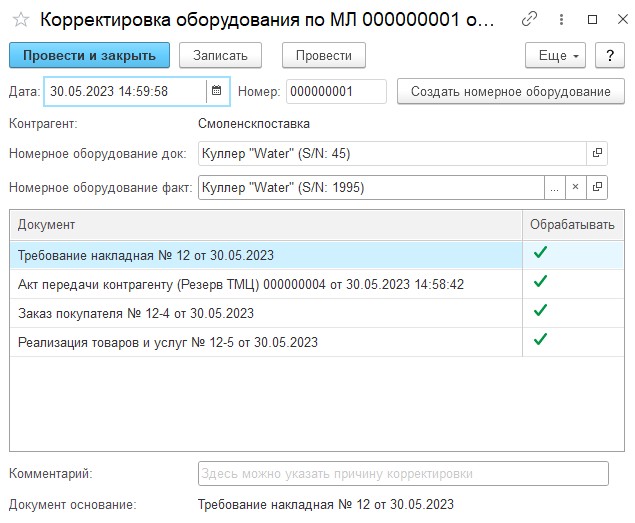 Корректировка оборудования по МЛ 000000001 о...
Провести и закрыть Записать Провести Еще ?
Дата: 30.05.2023 14:59:58 Номер: 000000001 Создать номерное оборудование
Контрагент: Смоленскпоставка
Номерное оборудование док: Куллер "Water" (S/N: 45)
Номерное оборудование факт: Куллер "Water" (S/N: 1995) ... ×
Документ Обрабатывать
Требование накладная № 12 от 30.05.2023
Акт передачи контрагенту (Резерв ТМЦ) 000000004 от 30.05.2023 14:58:42
Заказ покупателя № 12-4 от 30.05.2023
Реализация товаров и услуг № 12-5 от 30.05.2023
Комментарий: Здесь можно указать причину корректировки
Документ основание: Требование накладная № 12 от 30.05.2023